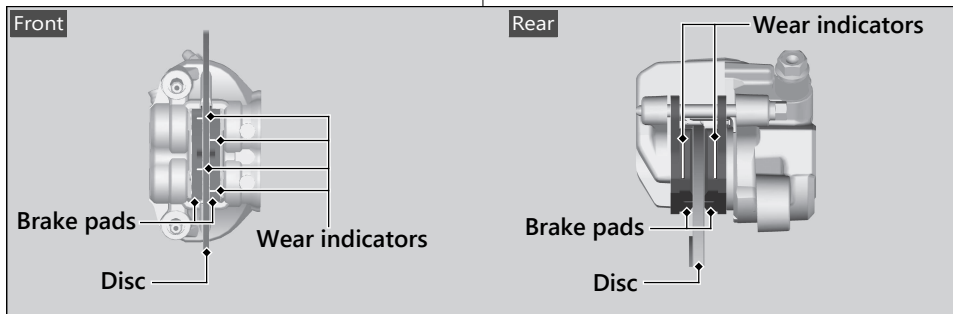 Front
Brake pads
Wear indicators
Disc
Rear
Wear indicators
Brake pads
Disc